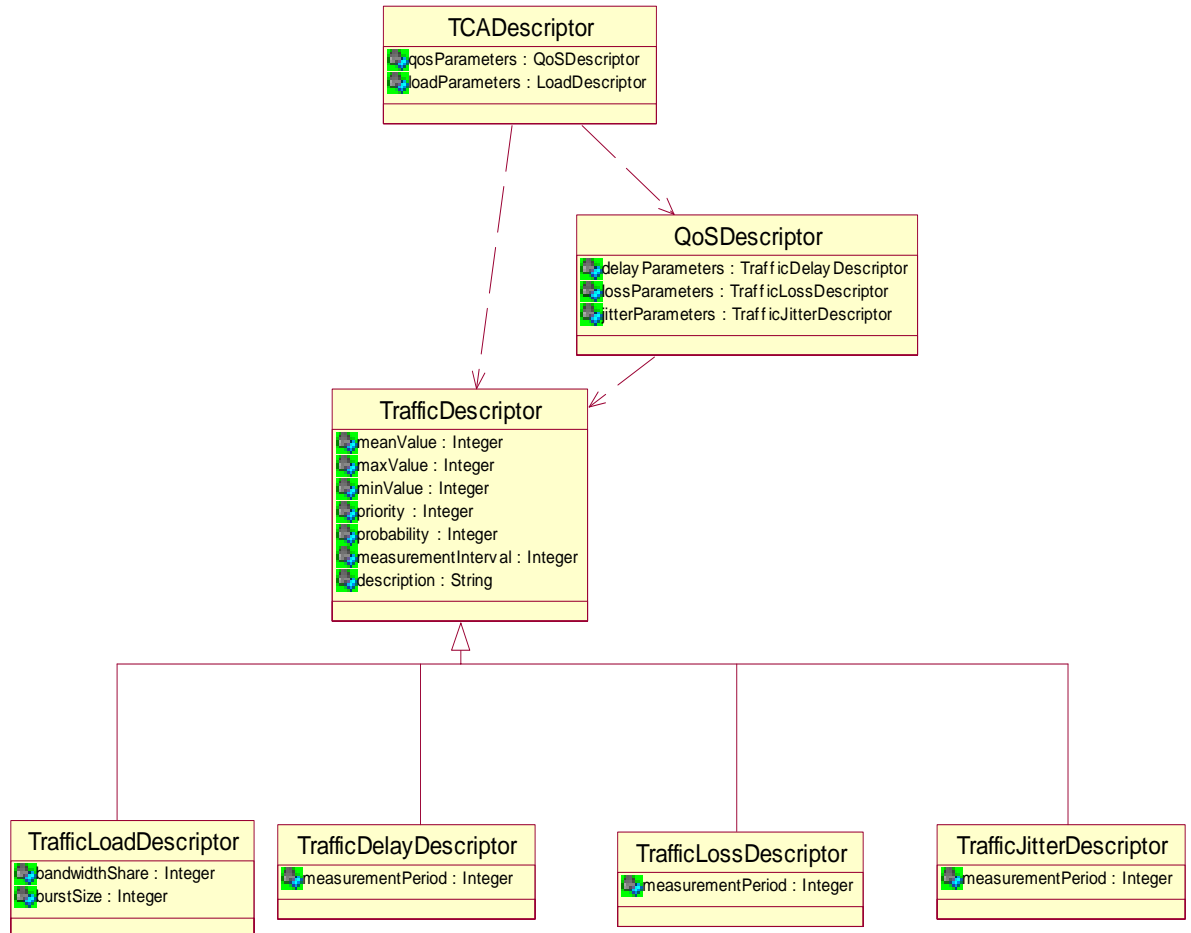 TCADescriptor
qosParameters : QoSDescriptor
loadParameters : LoadDescriptor
QoSDescriptor
delayParameters : TrafficDelayDescriptor
lossParameters : TrafficLossDescriptor
jitterParameters : TrafficJitterDescriptor
TrafficDescriptor
meanValue : Integer
maxValue : Integer
minValue : Integer
priority : Integer
probability : Integer
measurementInterval : Integer
description : String
TrafficLoadDescriptor
bandwidthShare : Integer
burstSize : Integer
TrafficDelayDescriptor
measurementPeriod : Integer
TrafficLossDescriptor
measurementPeriod : Integer
TrafficJitterDescriptor
measurementPeriod : Integer